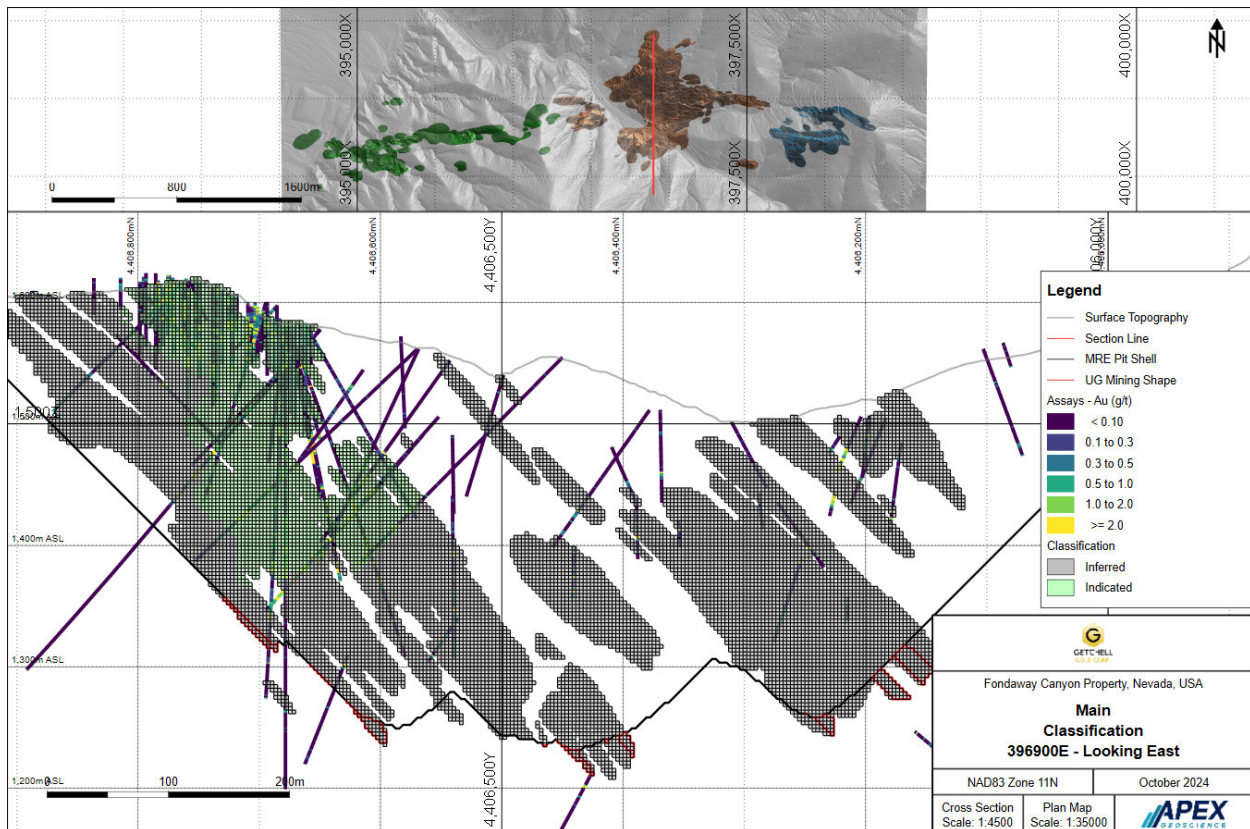 N
395,000X
397,500X
400,000X
395,000X
397,500X
400,000X
0 800 1600m
4,406,800mN
4,406,600mN
4,406,500Y
4,406,400mN
4,406,200mN
1,500Z
1,400m ASL
1,300m ASL
1,200m ASL
4,406,500Y
0 100 200m
Legend
Surface Topography
Section Line
MRE Pit Shell
UG Mining Shape
Assays - Au (g/t)
< 0.10
0.1 to 0.3
0.3 to 0.5
0.5 to 1.0
1.0 to 2.0
>= 2.0
Classification
Inferred
Indicated
G
GETCHELL
GOLD CORP
Fondaway Canyon Property, Nevada, USA
Main
Classification
396900E - Looking East
NAD83 Zone 11N
October 2024
Cross Section
Scale: 1:4500
Plan Map
Scale: 1:35000
APEX
GEOSCIENCE